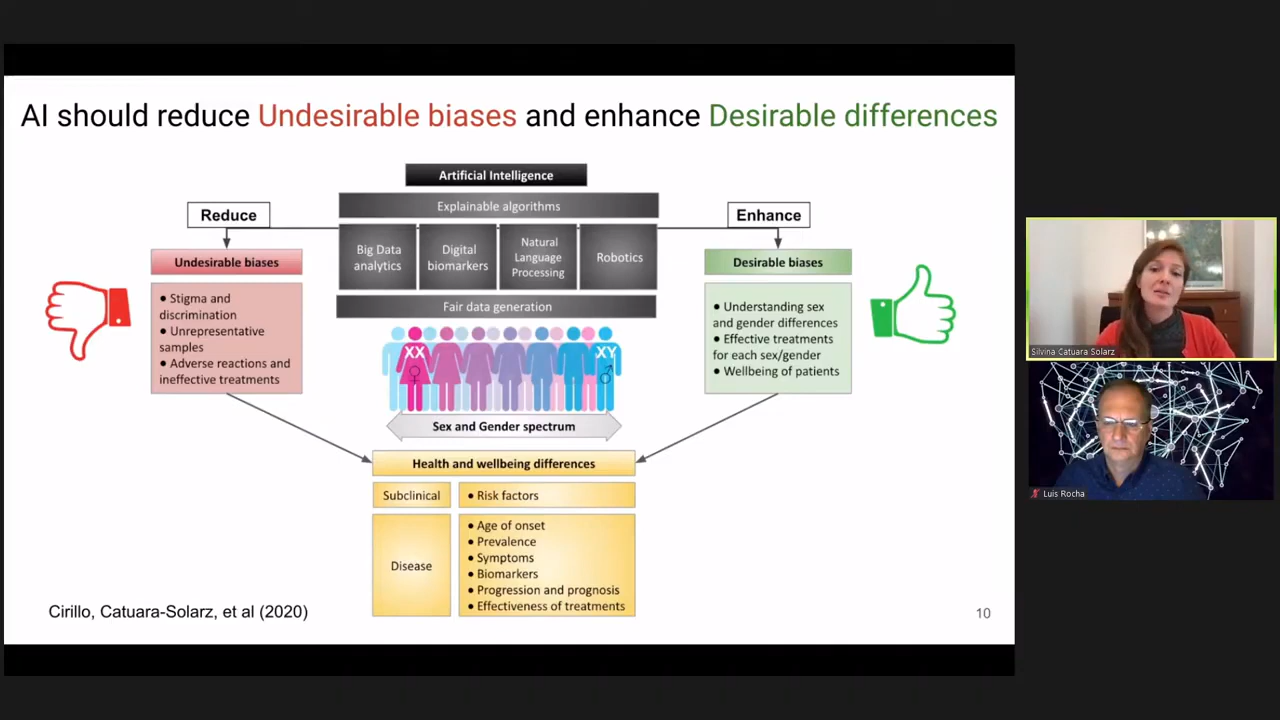 AI should reduce Undesirable biases and enhance Desirable differences
Artificial Intelligence
Explainable algorithms
Reduce
Enhance
Big Data
analytics
Digital
biomarkers
Natural
Language
Processing
Robotics
Undesirable biases
Desirable biases
● Stigma and
discrimination
● Unrepresentative
samples
● Adverse reactions and
ineffective treatments
Fair data generation
● Understanding sex
and gender differences
● Effective treatments
for each sex/gender
● Wellbeing of patients
XX
XY
♀
♂
Sex and Gender spectrum
Health and wellbeing differences
Subclinical
● Risk factors
Disease
● Age of onset
● Prevalence
● Symptoms
● Biomarkers
● Progression and prognosis
● Effectiveness of treatments
Cirillo, Catuara-Solarz, et al (2020)
10
Silvina Catuara Solarz
Luis Rocha